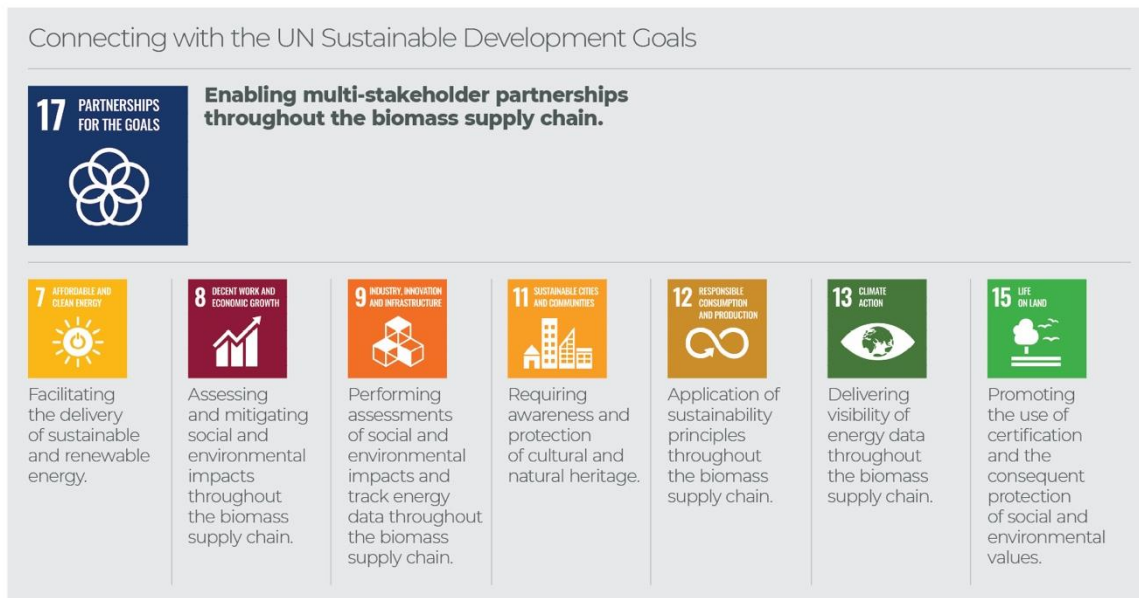 Connecting with the UN Sustainable Development Goals
17 PARTNERSHIPS
FOR THE GOALS
Enabling multi-stakeholder partnerships
throughout the biomass supply chain.
7 AFFORDABLE AND
CLEAN ENERGY
Facilitating
the delivery
of sustainable
and renewable
energy.
8 DECENT WORK AND
ECONOMIC GROWTH
Assessing
and mitigating
social and
environmental
impacts
throughout
the biomass
supply chain.
9 INDUSTRY, INNOVATION
AND INFRASTRUCTURE
Performing
assessments
of social and
environmental
impacts and
track energy
data throughout
the biomass
supply chain.
11 SUSTAINABLE CITIES
AND COMMUNITIES
Requiring
awareness and
protection
of cultural and
natural heritage.
12 RESPONSIBLE
CONSUMPTION
AND PRODUCTION
Application of
sustainability
principles
throughout
the biomass
supply chain.
13 CLIMATE
ACTION
Delivering
visibility of
energy data
throughout
the biomass
supply chain.
15 LIFE
ON LAND
Promoting
the use of
certification
and the
consequent
protection
of social and
environmental
values.